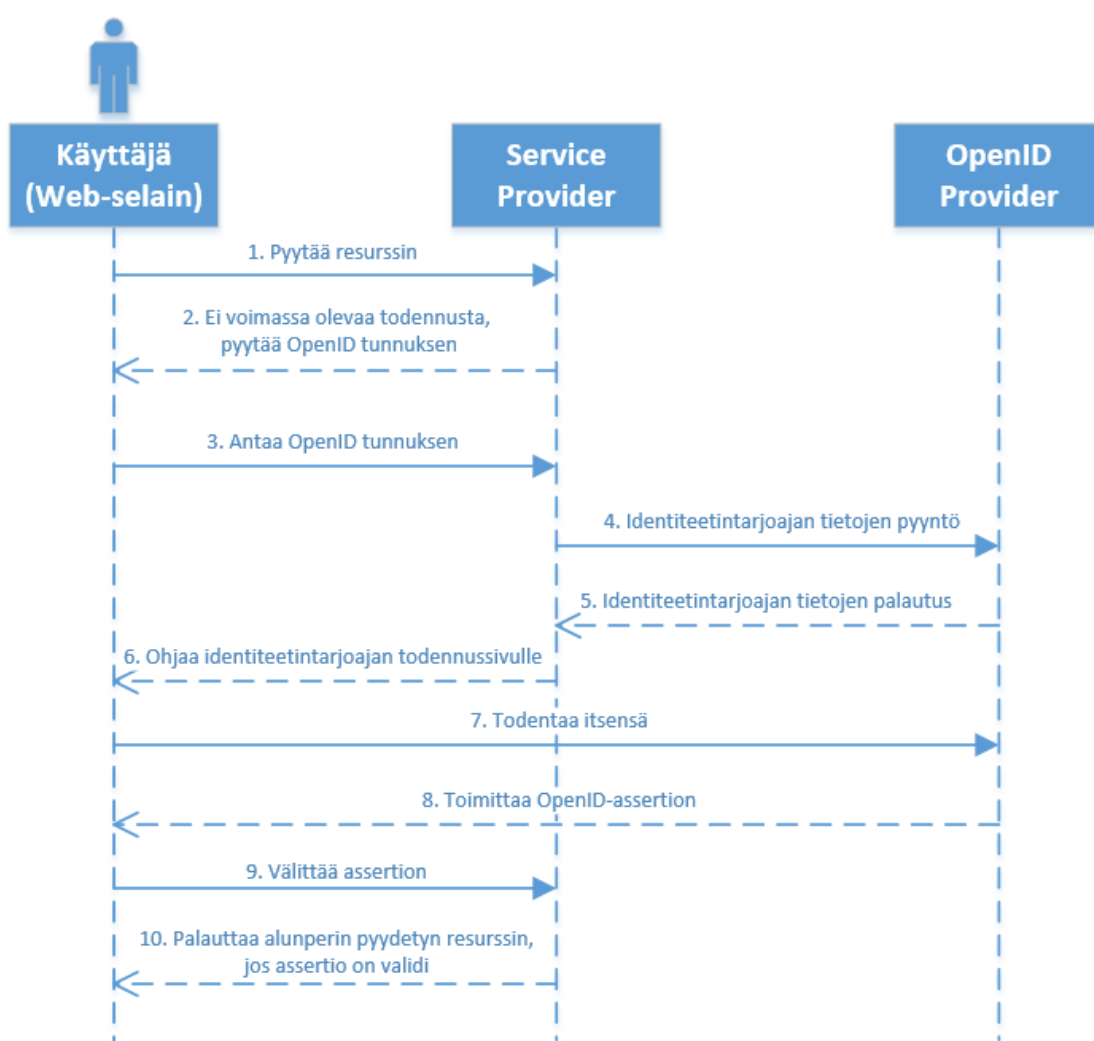 Käyttäjä
(Web-selain)
Service
Provider
OpenID
Provider
1. Pyytää resurssin
2. Ei voimassa olevaa todennusta,
pyytää OpenID tunnuksen
3. Antaa OpenID tunnuksen
4. Identiteetintarjoajan tietojen pyyntö
5. Identiteetintarjoajan tietojen palautus
6. Ohjaa identiteetintarjoajan todennussivulle
7. Todentaa itsensä
8. Toimittaa OpenID-assertion
9. Välittää assertion
10. Palauttaa alunperin pyydetyn resurssin,
jos assertio on validi